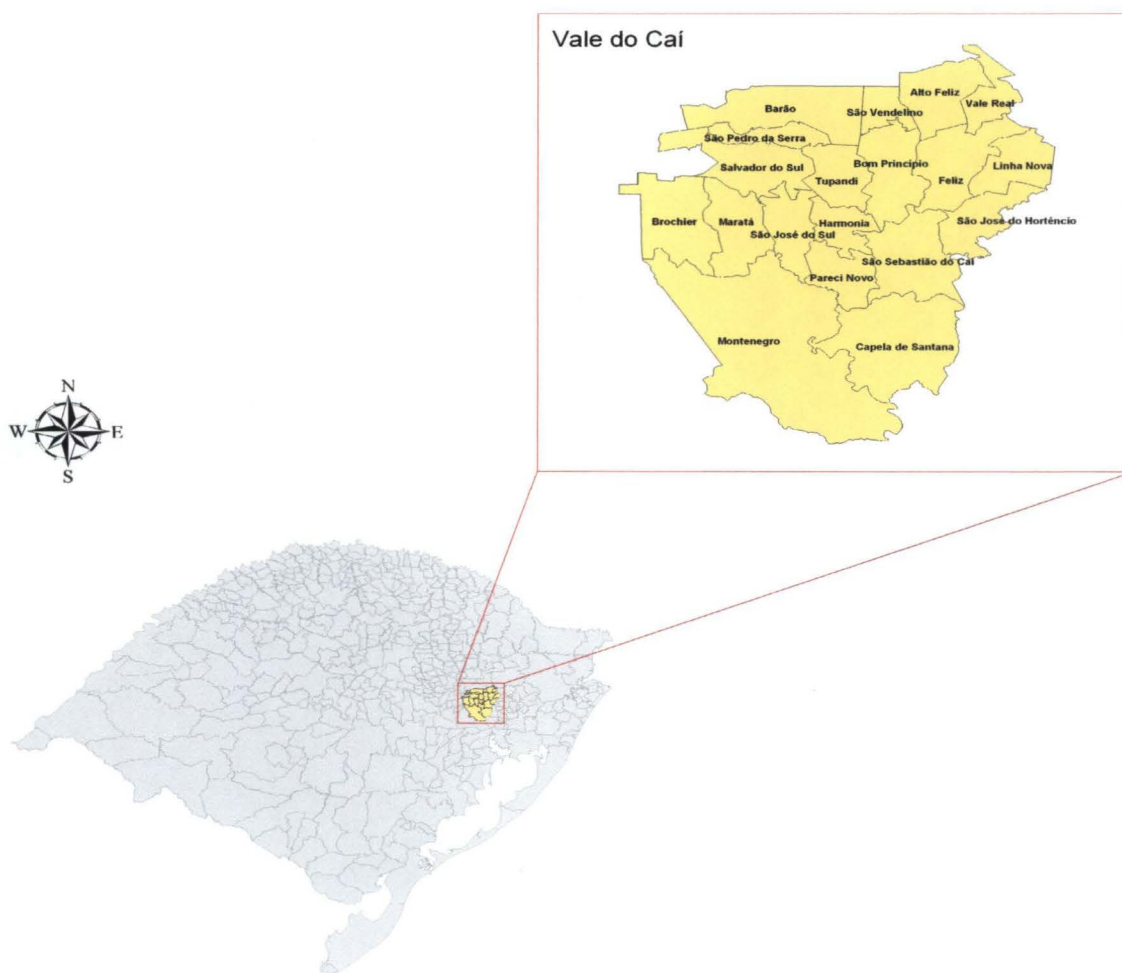 Vale do Caí
Alto Feliz
Vale Real
Barão
São Vendelino
São Pedro da Serra
Bom Princípio
Salvador do Sul
Linha Nova
Tupandi
Feliz
Brochier
Maratá
Harmonia
São José do Hortêncio
São José do Sul
São Sebastião do Caí
Pareci Novo
Montenegro
Capela de Santana
N
W
E
S